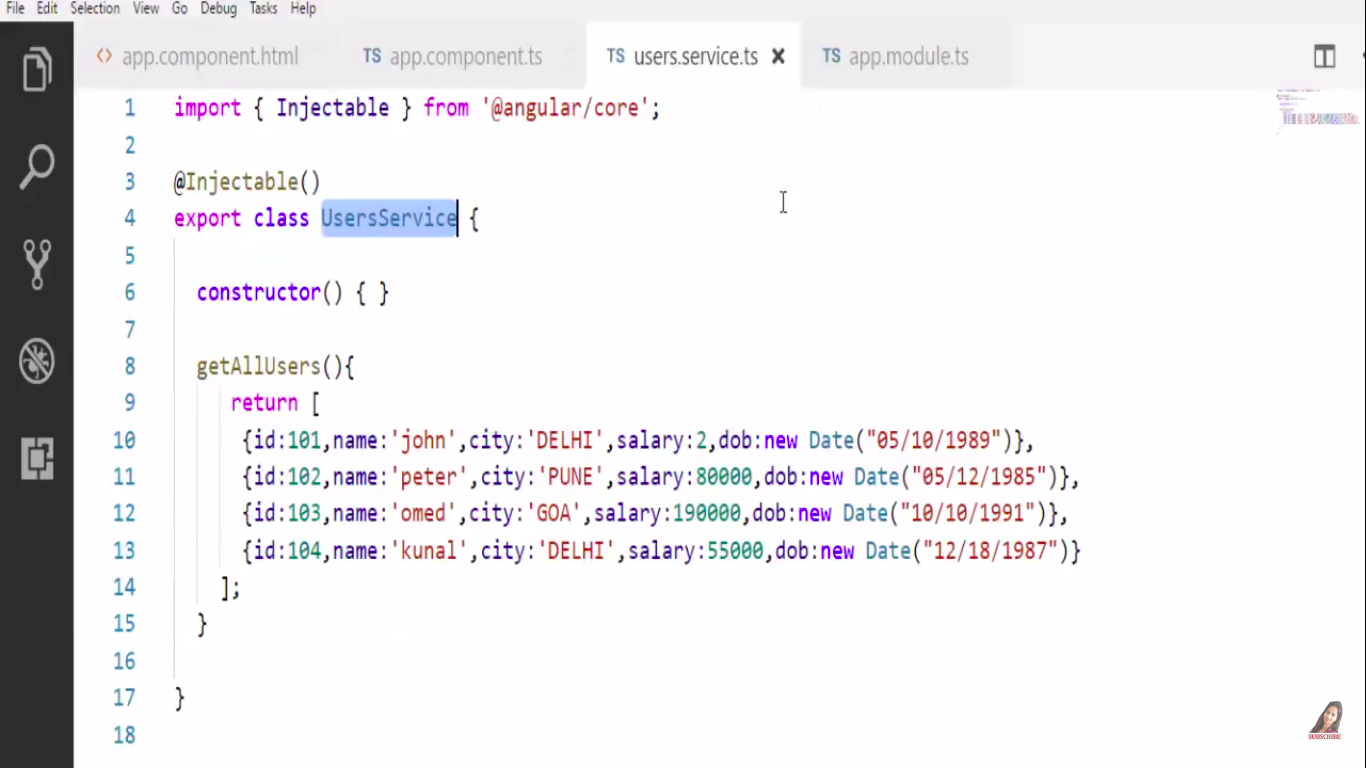 File Edit Selection View Go Debug Tasks Help
<> app.component.html TS app.component.ts TS users.service.ts × TS app.module.ts
1 import { Injectable } from '@angular/core';
2
3 @Injectable()
4 export class UsersService {
5
6 constructor() { }
7
8 getAllUsers(){
9 return [
10 {id:101,name:'john',city:'DELHI',salary:2,dob:new Date("05/10/1989")},
11 {id:102,name:'peter',city:'PUNE',salary:80000,dob:new Date("05/12/1985")},
12 {id:103,name:'omed',city:'GOA',salary:190000,dob:new Date("10/10/1991")},
13 {id:104,name:'kunal',city:'DELHI',salary:55000,dob:new Date("12/18/1987")}
14 ];
15 }
16
17 }
18
SUBSCRIBE